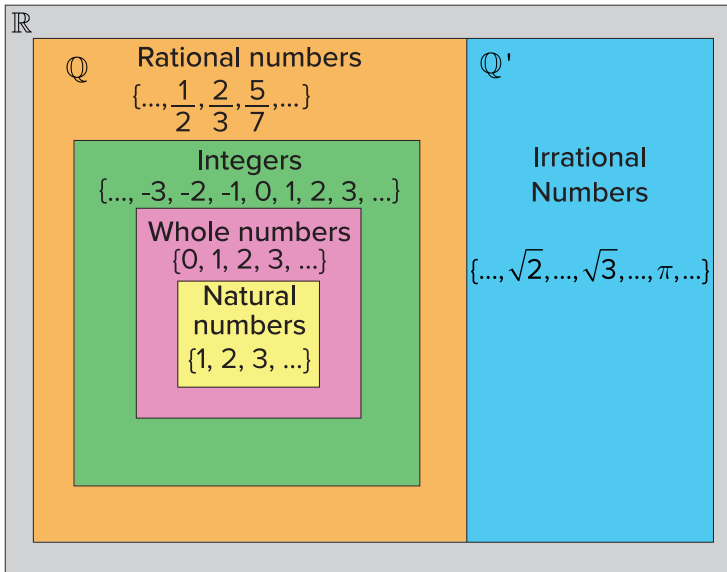 ℝ
ℚ
Rational numbers
{..., 1/2, 2/3, 5/7, ...}
Integers
{..., -3, -2, -1, 0, 1, 2, 3, ...}
Whole numbers
{0, 1, 2, 3, ...}
Natural
numbers
{1, 2, 3, ...}
ℚ'
Irrational
Numbers
{..., √2, ..., √3, ..., π, ...}